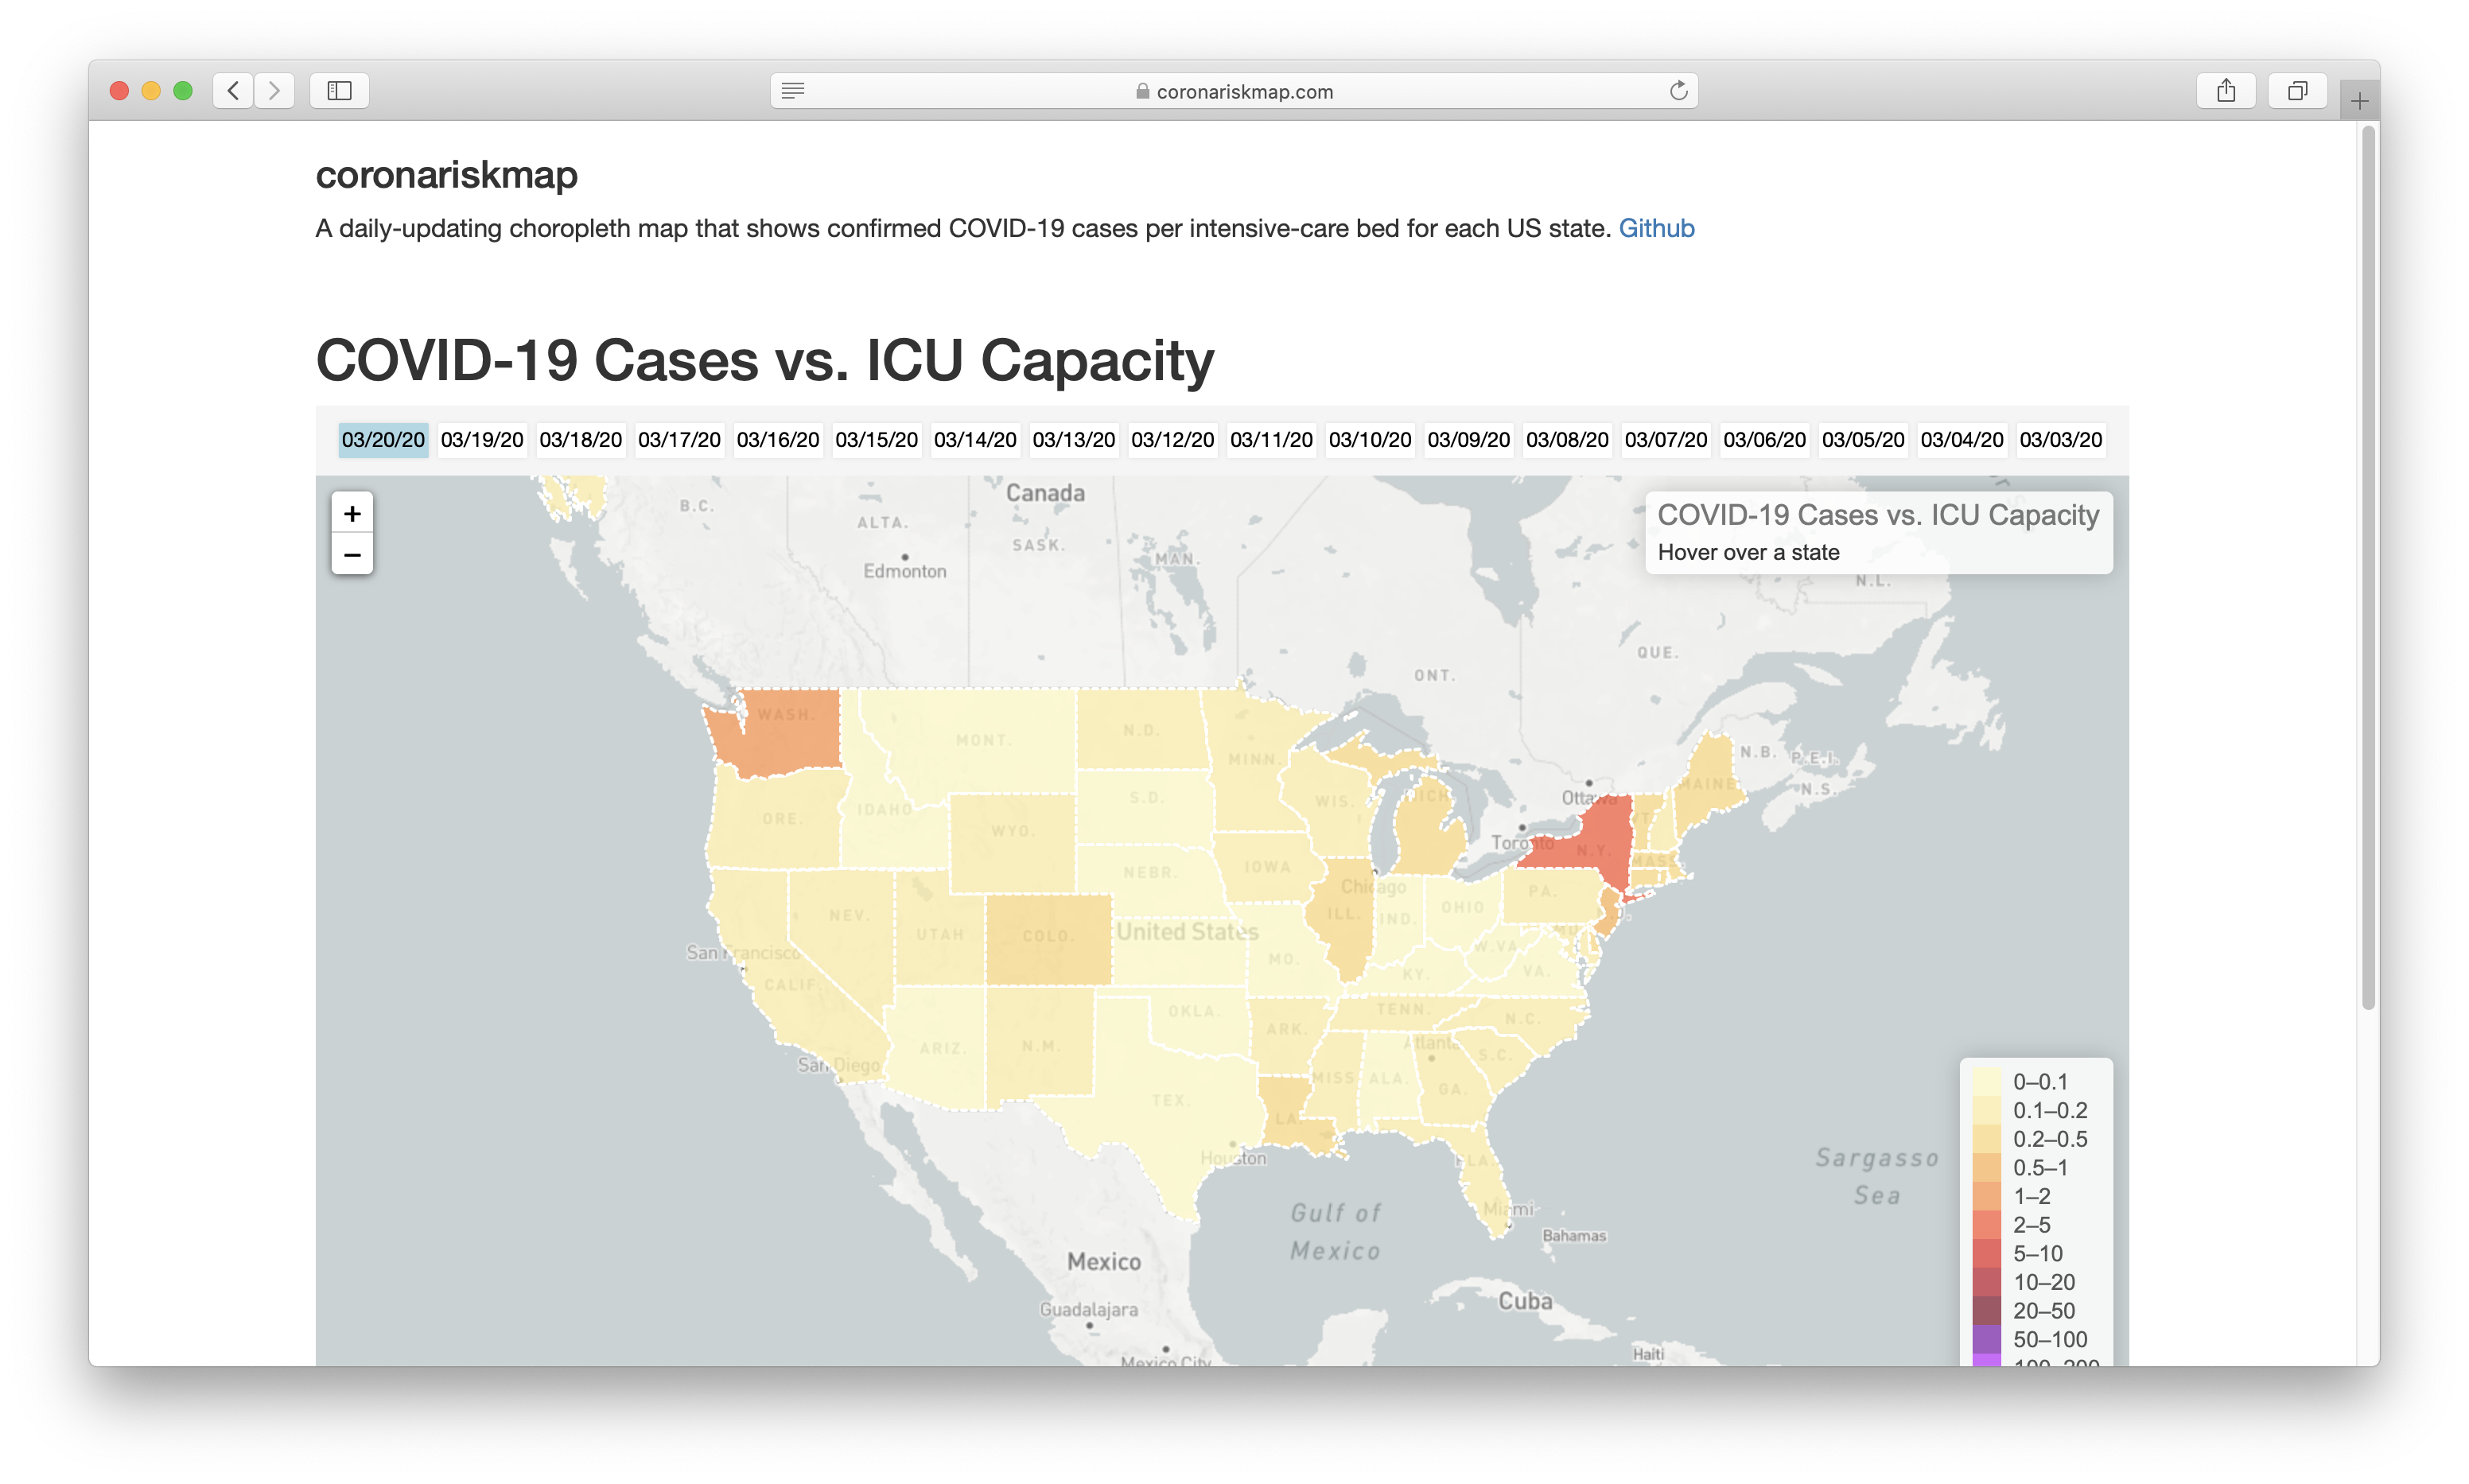 coronariskmap.com
coronariskmap
A daily-updating choropleth map that shows confirmed COVID-19 cases per intensive-care bed for each US state. Github
COVID-19 Cases vs. ICU Capacity
03/20/20 03/19/20 03/18/20 03/17/20 03/16/20 03/15/20 03/14/20 03/13/20 03/12/20 03/11/20 03/10/20 03/09/20 03/08/20 03/07/20 03/06/20 03/05/20 03/04/20 03/03/20
+
−
COVID-19 Cases vs. ICU Capacity
Hover over a state
Canada
B.C.
ALTA.
SASK.
MAN.
Edmonton
N.L.
QUE.
ONT.
WASH.
MONT.
N.D.
MINN.
N.B.
P.E.I.
N.S.
MAINE
Ottawa
ORE.
IDAHO
WYO.
S.D.
WIS.
MICH.
Toronto
N.Y.
VT.
MASS.
NEBR.
IOWA
Chicago
PA.
NEV.
UTAH
COLO.
United States
ILL.
IND.
OHIO
MD.
San Francisco
CALIF.
MO.
W.VA.
KY.
VA.
OKLA.
TENN.
N.C.
ARK.
ARIZ.
N.M.
Atlanta
S.C.
San Diego
MISS.
ALA.
GA.
TEX.
LA.
Houston
FLA.
Miami
Gulf of
Mexico
Bahamas
Sargasso
Sea
Mexico
Cuba
Guadalajara
Mexico City
Haiti
0–0.1
0.1–0.2
0.2–0.5
0.5–1
1–2
2–5
5–10
10–20
20–50
50–100
100–200